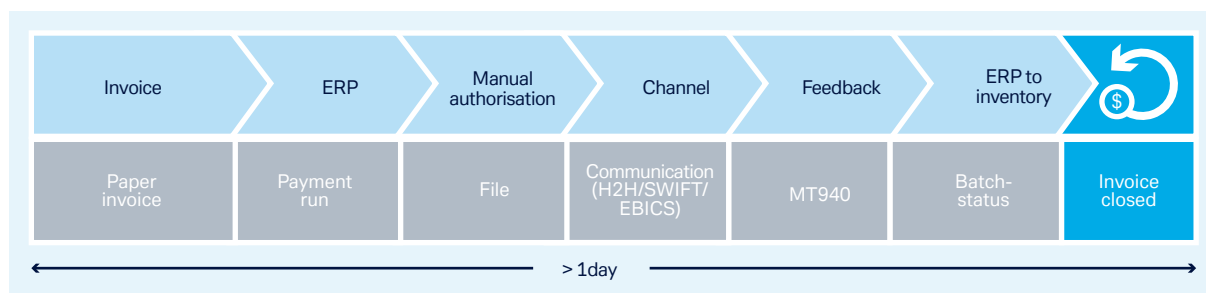 Invoice
ERP
Manual
authorisation
Channel
Feedback
ERP to
inventory
$
Paper
invoice
Payment
run
File
Communication
(H2H/SWIFT/
EBICS)
MT940
Batch-
status
Invoice
closed
> 1day